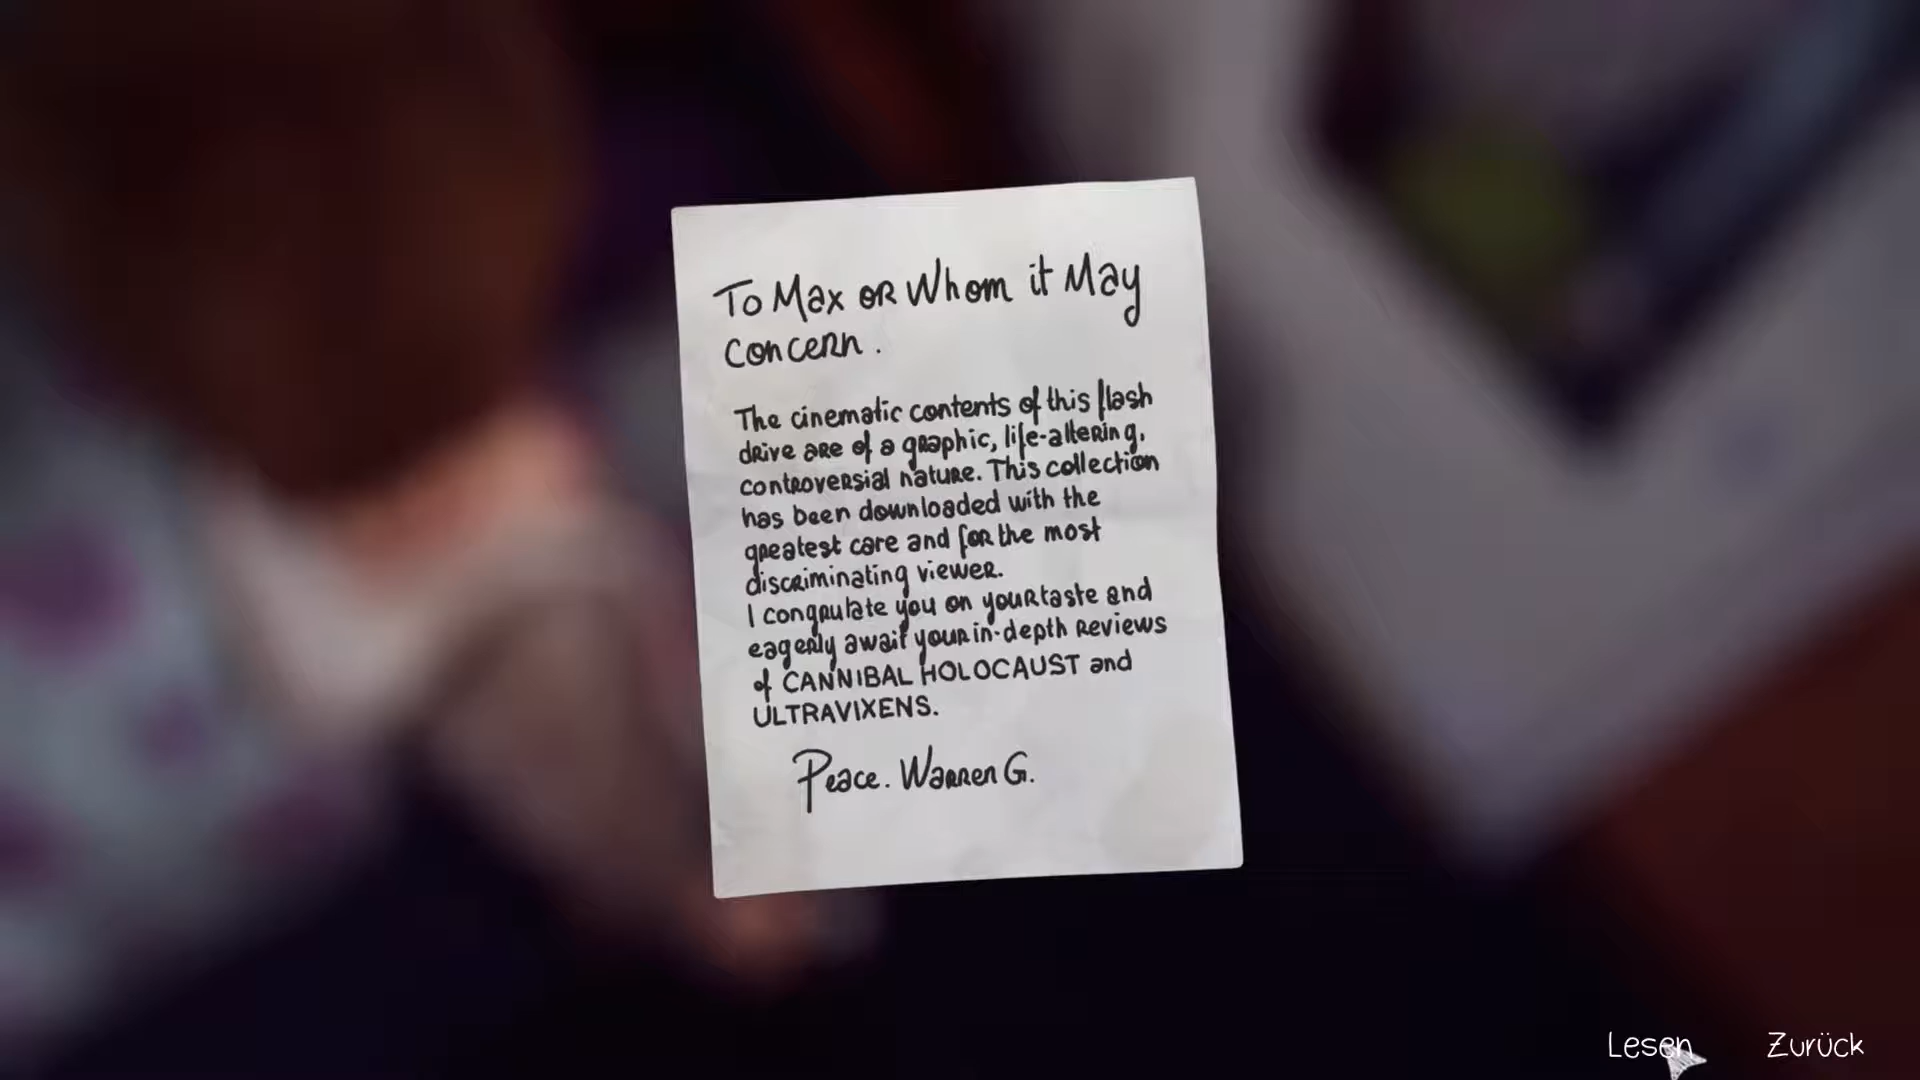 To Max or Whom it May
Concern.
The cinematic contents of this flash
drive are of a graphic, life-altering,
controversial nature. This collection
has been downloaded with the
greatest care and for the most
discriminating viewer.
I congrulate you on your taste and
eagerly await your in-depth reviews
of CANNIBAL HOLOCAUST and
ULTRAVIXENS.
Peace. Warren G.
Lesen Zurück